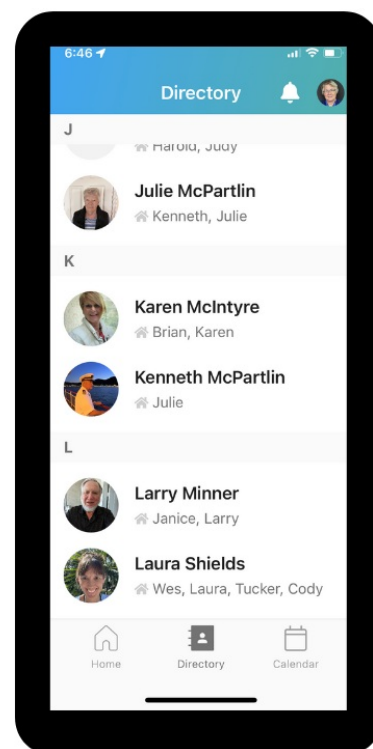 6:46
Directory
J
Harold, Judy
Julie McPartlin
Kenneth, Julie
K
Karen McIntyre
Brian, Karen
Kenneth McPartlin
Julie
L
Larry Minner
Janice, Larry
Laura Shields
Wes, Laura, Tucker, Cody
Home
Directory
Calendar